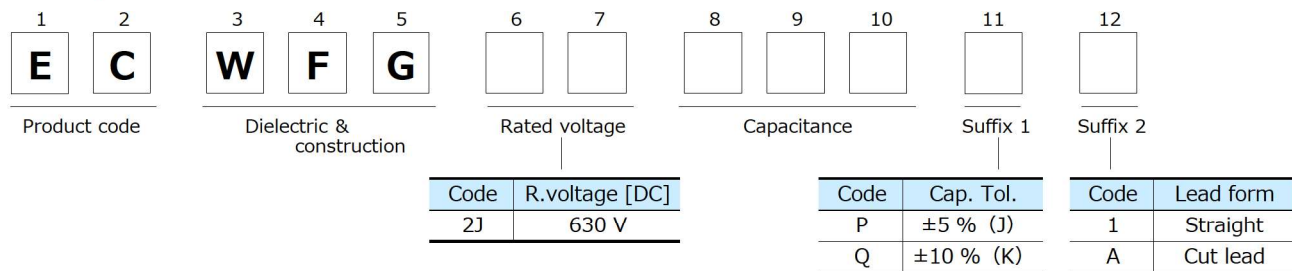 1 2 3 4 5 6 7 8 9 10 11 12
E C W F G
Product code Dielectric & Rated voltage Capacitance Suffix 1 Suffix 2
construction
Code R.voltage [DC] Code Cap. Tol. Code Lead form
2J 630 V P ±5 % (J) 1 Straight
Q ±10 % (K) A Cut lead